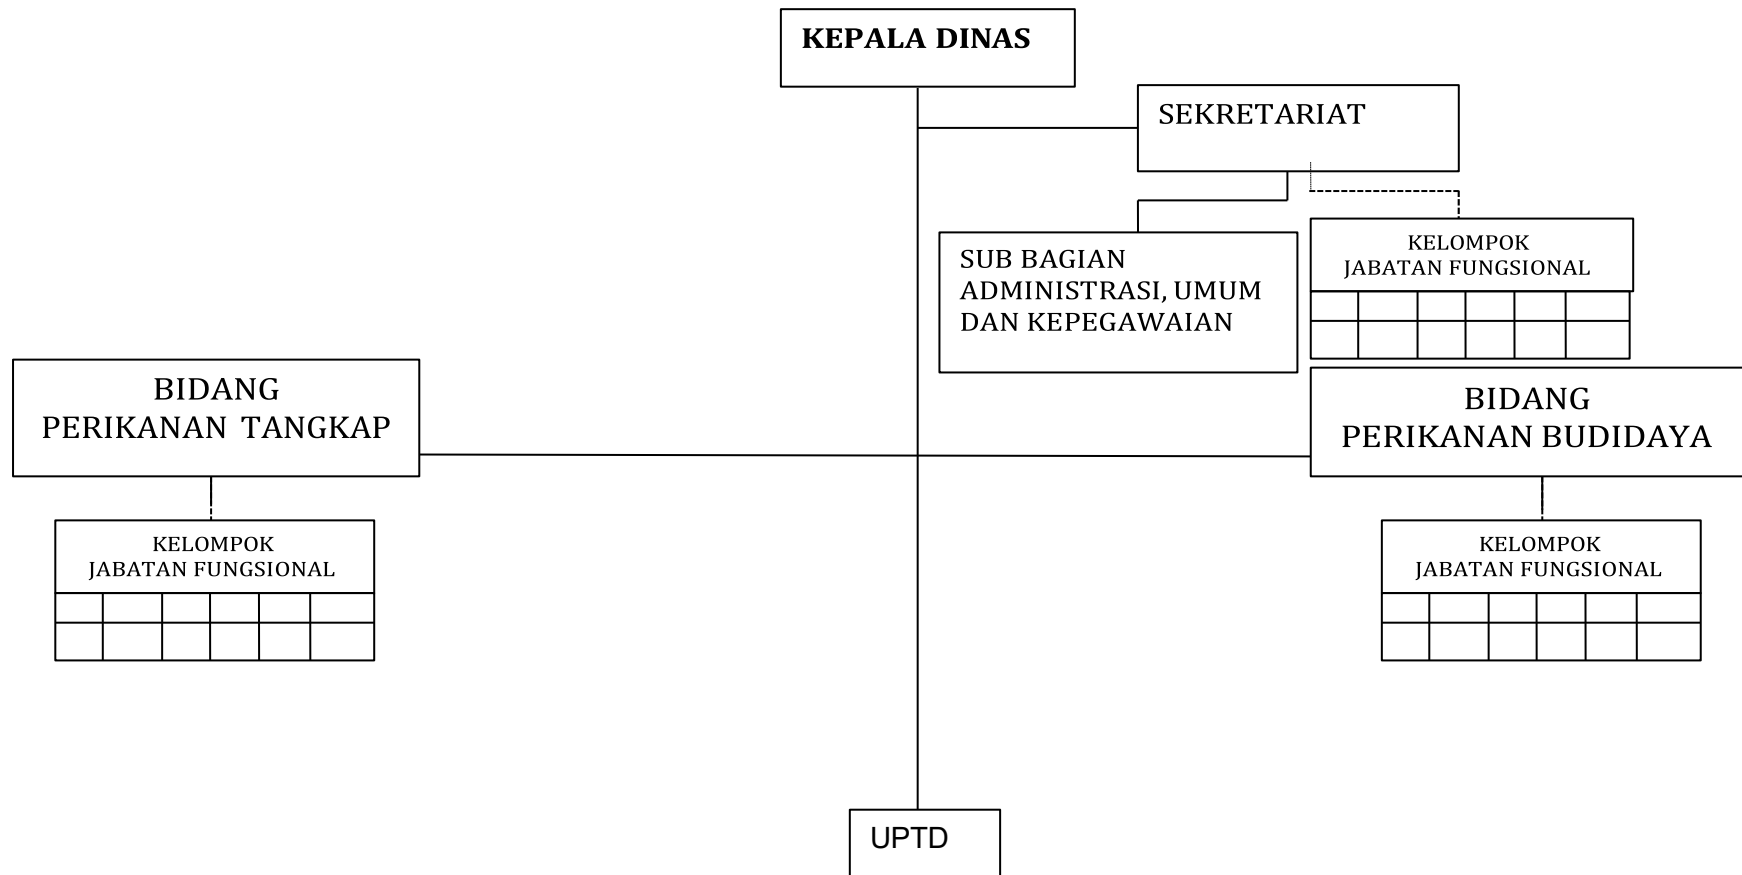 KEPALA DINAS
SEKRETARIAT
SUB BAGIAN
ADMINISTRASI, UMUM
DAN KEPEGAWAIAN
KELOMPOK
JABATAN FUNGSIONAL
BIDANG
PERIKANAN  TANGKAP
BIDANG
PERIKANAN BUDIDAYA
KELOMPOK
JABATAN FUNGSIONAL
KELOMPOK
JABATAN FUNGSIONAL
UPTD